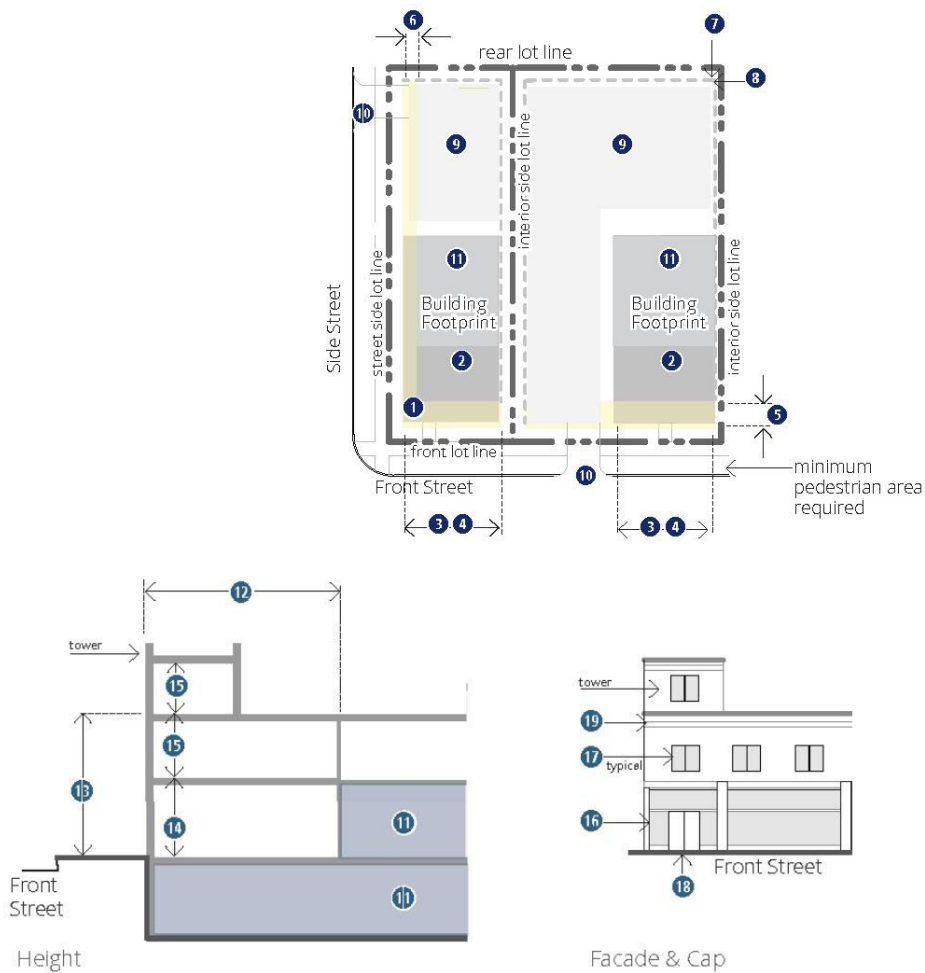 6
7
rear lot line
8
10
9
9
interior side lot line
11
11
Building
Footprint
Building
Footprint
interior side lot line
street side lot line
Side Street
2
2
1
5
front lot line
Front Street
10
minimum
pedestrian area
required
3 4
3 4
12
tower
15
15
13
14
11
11
Front
Street
Height
tower
19
17
typical
16
Front Street
18
Facade & Cap